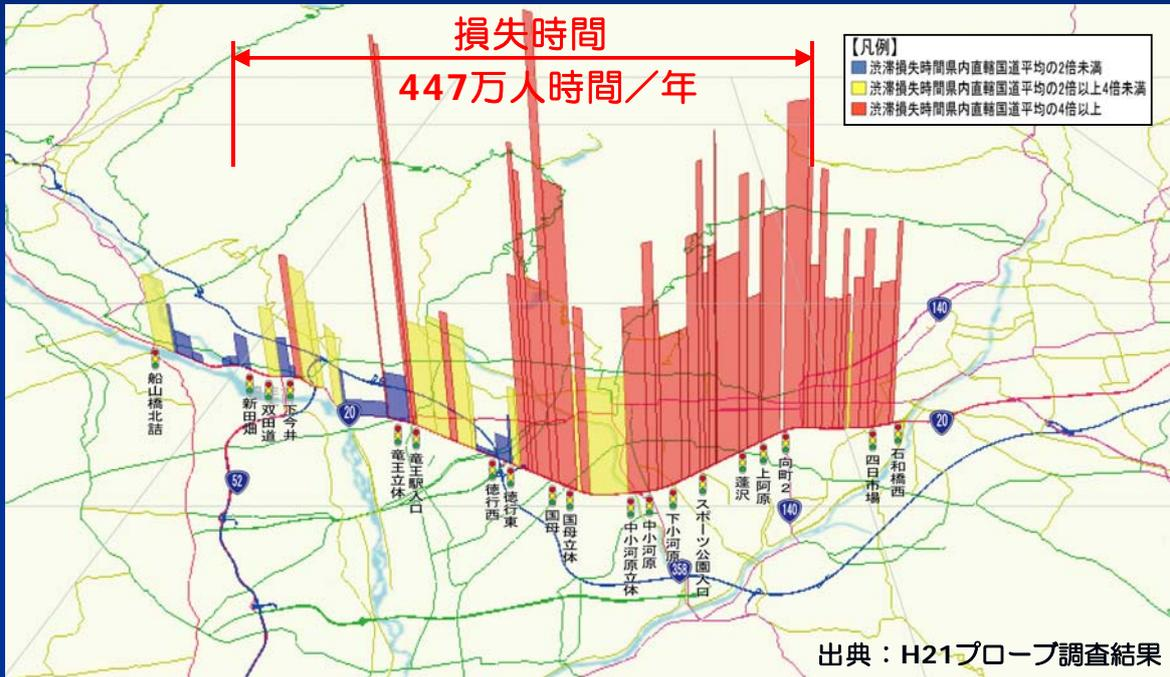 損失時間
447万人時間／年
【凡例】
渋滞損失時間県内直轄国道平均の2倍未満
渋滞損失時間県内直轄国道平均の2倍以上4倍未満
渋滞損失時間県内直轄国道平均の4倍以上
140
20
20
52
140
358
船山橋北詰
新田畑
双田道
下今井
竜王立体
竜王駅入口
徳行西
徳行東
国母
国母立体
中小河原立体
中小河原
下小河原
スポーツ公園入口
蓬沢
上阿原
向町2
四日市場
石和橋西
出典：H21プローブ調査結果